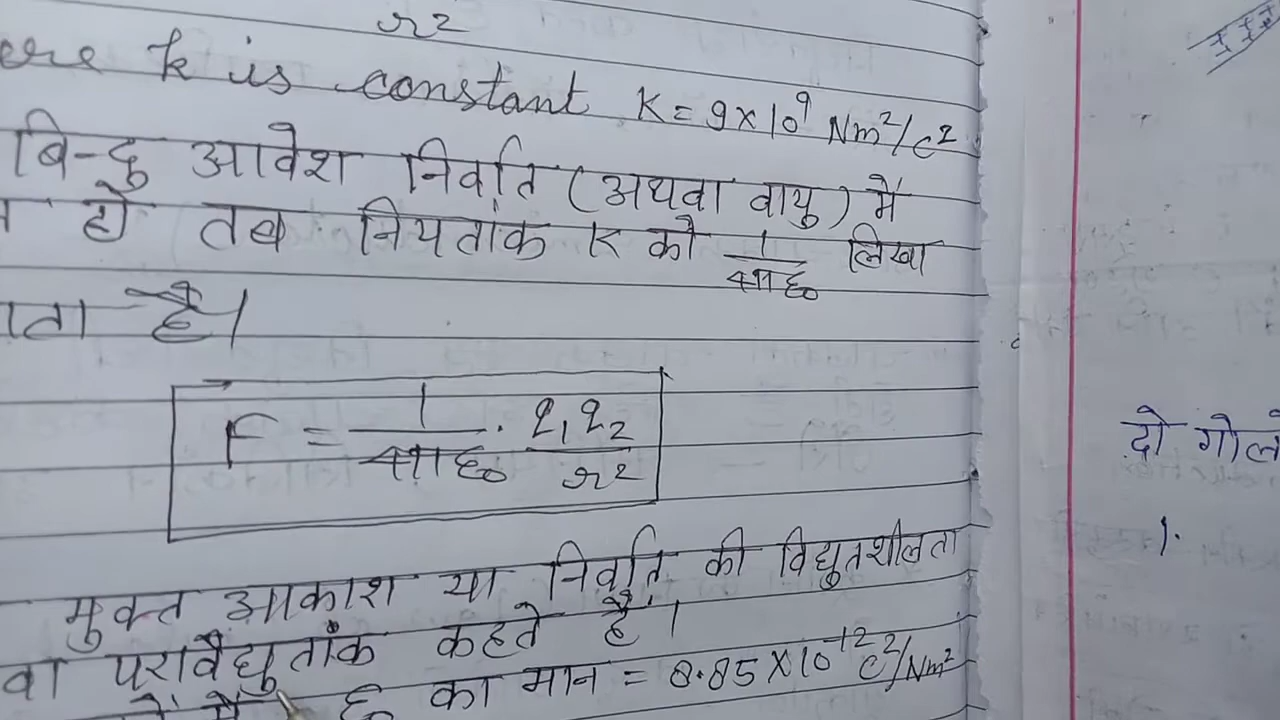 r²
ere k is constant K = 9×10⁹ Nm²/c²
बिन्दु आवेश निर्वात (अथवा वायु) में
हो तब नियतांक K को 1/4πε₀ लिखा
ाता है।
F = 1/4πε₀ · q₁q₂/r²
मुक्त आकाश या निर्वात की विद्युतशीलता
वा परावैद्युतांक कहते हैं।
ε₀ का मान = 8.85×10⁻¹² c²/Nm²
दो गोल
1.